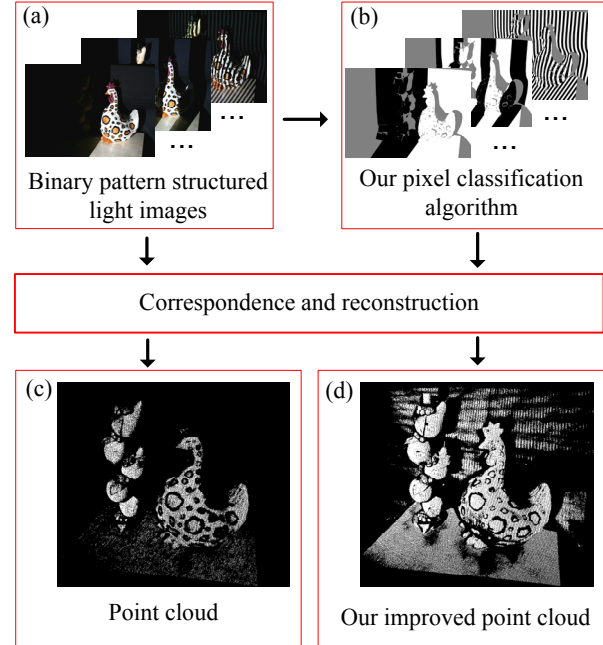 (a)
. . .
. . .
Binary pattern structured
light images
(b)
. . .
. . .
Our pixel classification
algorithm
Correspondence and reconstruction
(c)
Point cloud
(d)
Our improved point cloud